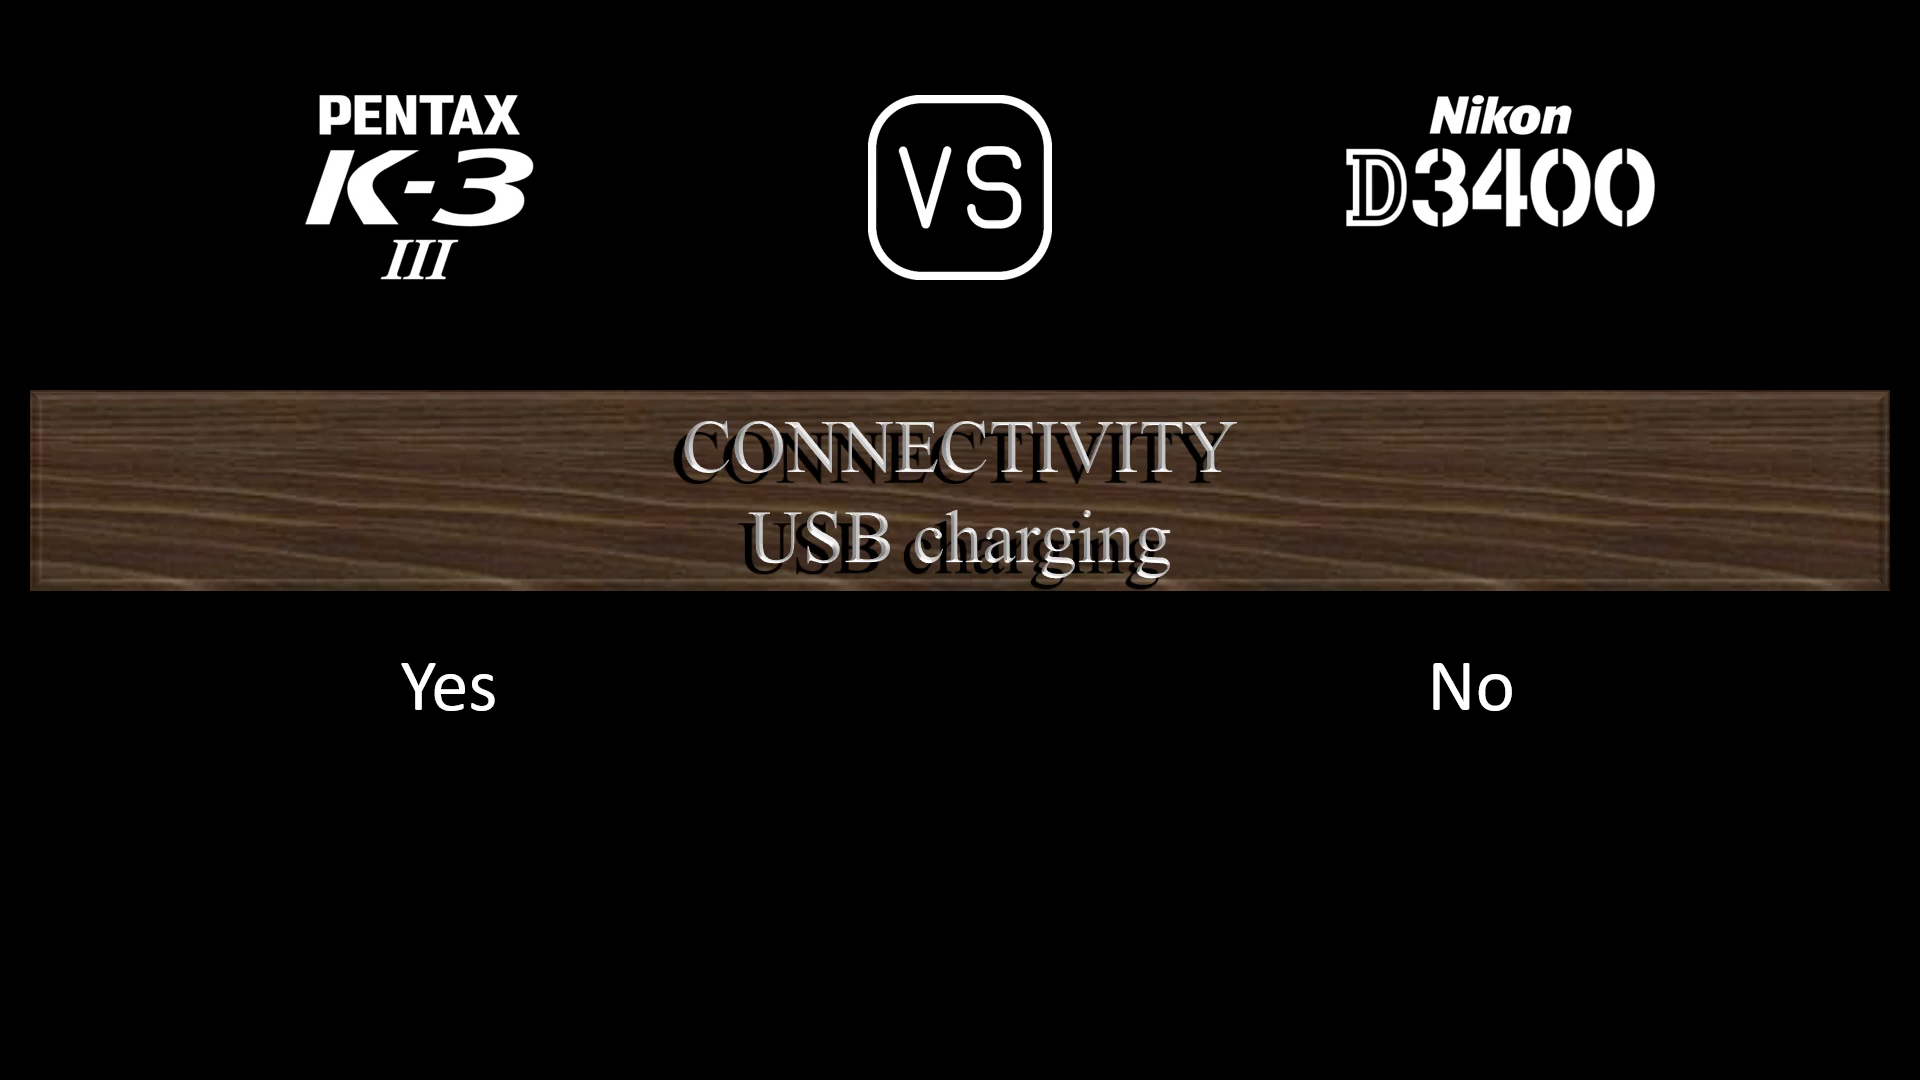 PENTAX
K-3
III
VS
Nikon
D3400
CONNECTIVITY
USB charging
Yes
No